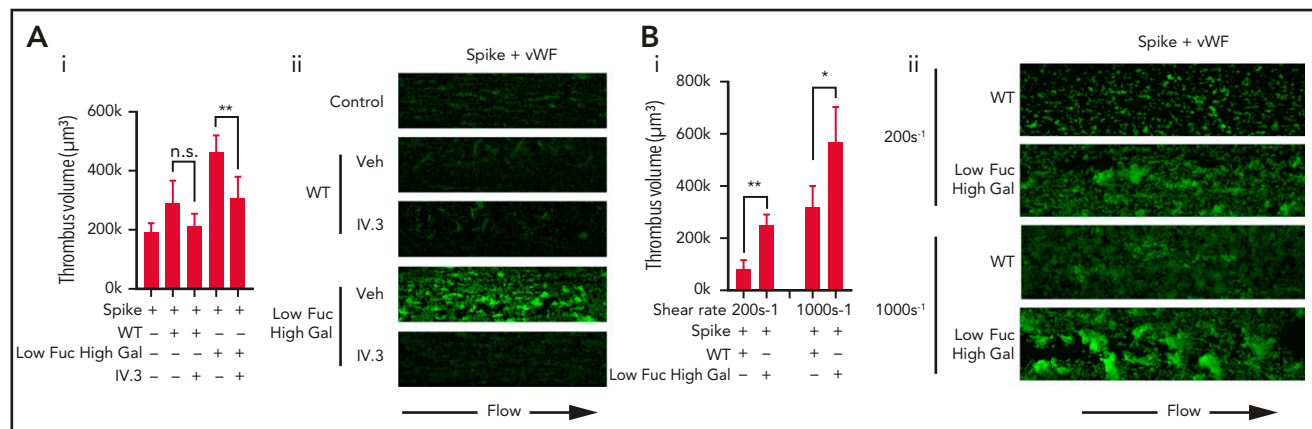 A
i
Thrombus volume (µm³)
600k
400k
200k
0k
n.s.
**
Spike + + + + + +
WT – + + – –
Low Fuc High Gal – – – + +
IV.3 – – + – +
ii
Spike + vWF
Control
WT
Veh
IV.3
Low Fuc
High Gal
Veh
IV.3
Flow
B
i
Thrombus volume (µm³)
800k
600k
400k
200k
0k
**
*
Shear rate 200s-1 1000s-1
Spike + + + +
WT + – + –
Low Fuc High Gal – + – +
ii
Spike + vWF
200s⁻¹
WT
Low Fuc
High Gal
1000s⁻¹
WT
Low Fuc
High Gal
Flow